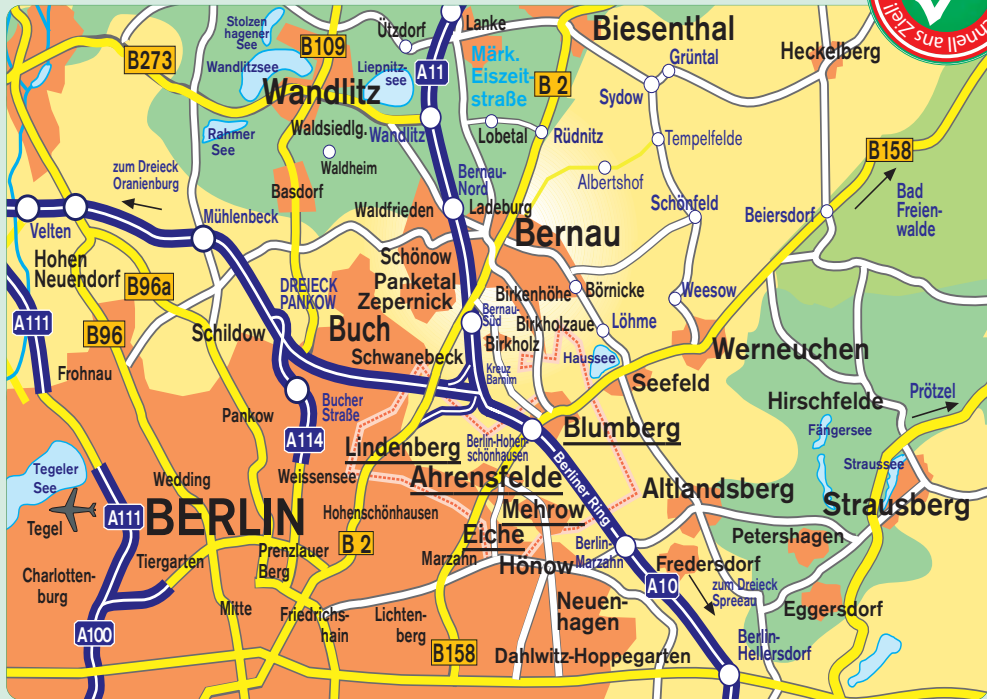 Schnell ans Ziel!
Stolzen
hagener
See
Ützdorf
Lanke
Biesenthal
Grüntal
Heckelberg
B273
B109
Wandlitzsee
Liepnitz-
see
A11
Märk.
Eiszeit-
straße
B 2
Sydow
Wandlitz
Rahmer
See
Waldsiedlg.
Wandlitz
Lobetal
Rüdnitz
Tempelfelde
B158
zum Dreieck
Oranienburg
Waldheim
Basdorf
Bernau-
Nord
Albertshof
Bad
Freien-
walde
Velten
Mühlenbeck
Waldfrieden
Ladeburg
Schönfeld
Beiersdorf
Bernau
Hohen
Neuendorf
B96a
Schönow
Panketal
Zepernick
DREIECK
PANKOW
Birkenhöhe
Börnicke
Weesow
A111
B96
Schildow
Buch
Bernau-
Süd
Birkholzaue
Löhme
Birkholz
Schwanebeck
Haussee
Werneuchen
Frohnau
Kreuz
Barnim
Seefeld
Pankow
Bucher
Straße
Hirschfelde
Prötzel
A114
Lindenberg
Berlin-Hohen-
schönhausen
Blumberg
Fängersee
Tegeler
See
Wedding
Weissensee
Ahrensfelde
Berliner Ring
Altlandsberg
Straussee
Strausberg
Tegel
A111
BERLIN
Hohenschönhausen
Mehrow
Eiche
Petershagen
Tiergarten
Prenzlauer
Berg
B 2
Marzahn
Hönow
Berlin-
Marzahn
Fredersdorf
Charlotten-
burg
A10
zum Dreieck
Spreeau
Mitte
Friedrichs-
hain
Lichten-
berg
Neuen-
hagen
Eggersdorf
A100
B158
Dahlwitz-Hoppegarten
Berlin-
Hellersdorf